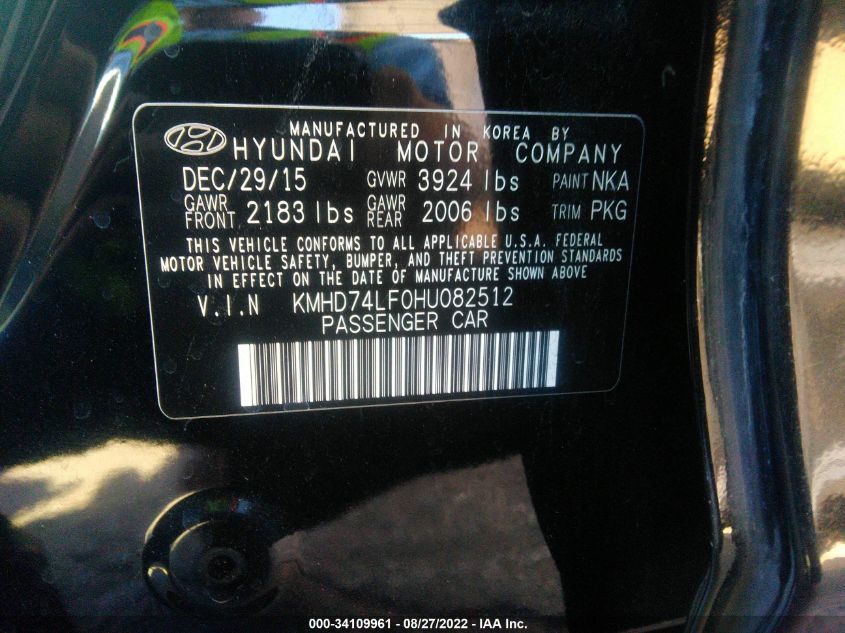 MANUFACTURED IN KOREA BY
HYUNDAI MOTOR COMPANY
DEC/29/15 GVWR 3924 lbs PAINT NKA
GAWR FRONT 2183 lbs GAWR REAR 2006 lbs TRIM PKG
THIS VEHICLE CONFORMS TO ALL APPLICABLE U.S.A. FEDERAL
MOTOR VEHICLE SAFETY, BUMPER, AND THEFT PREVENTION STANDARDS
IN EFFECT ON THE DATE OF MANUFACTURE SHOWN ABOVE.
V.I.N KMHD74LF0HU082512
PASSENGER CAR
000-34109961 - 08/27/2022 - IAA Inc.